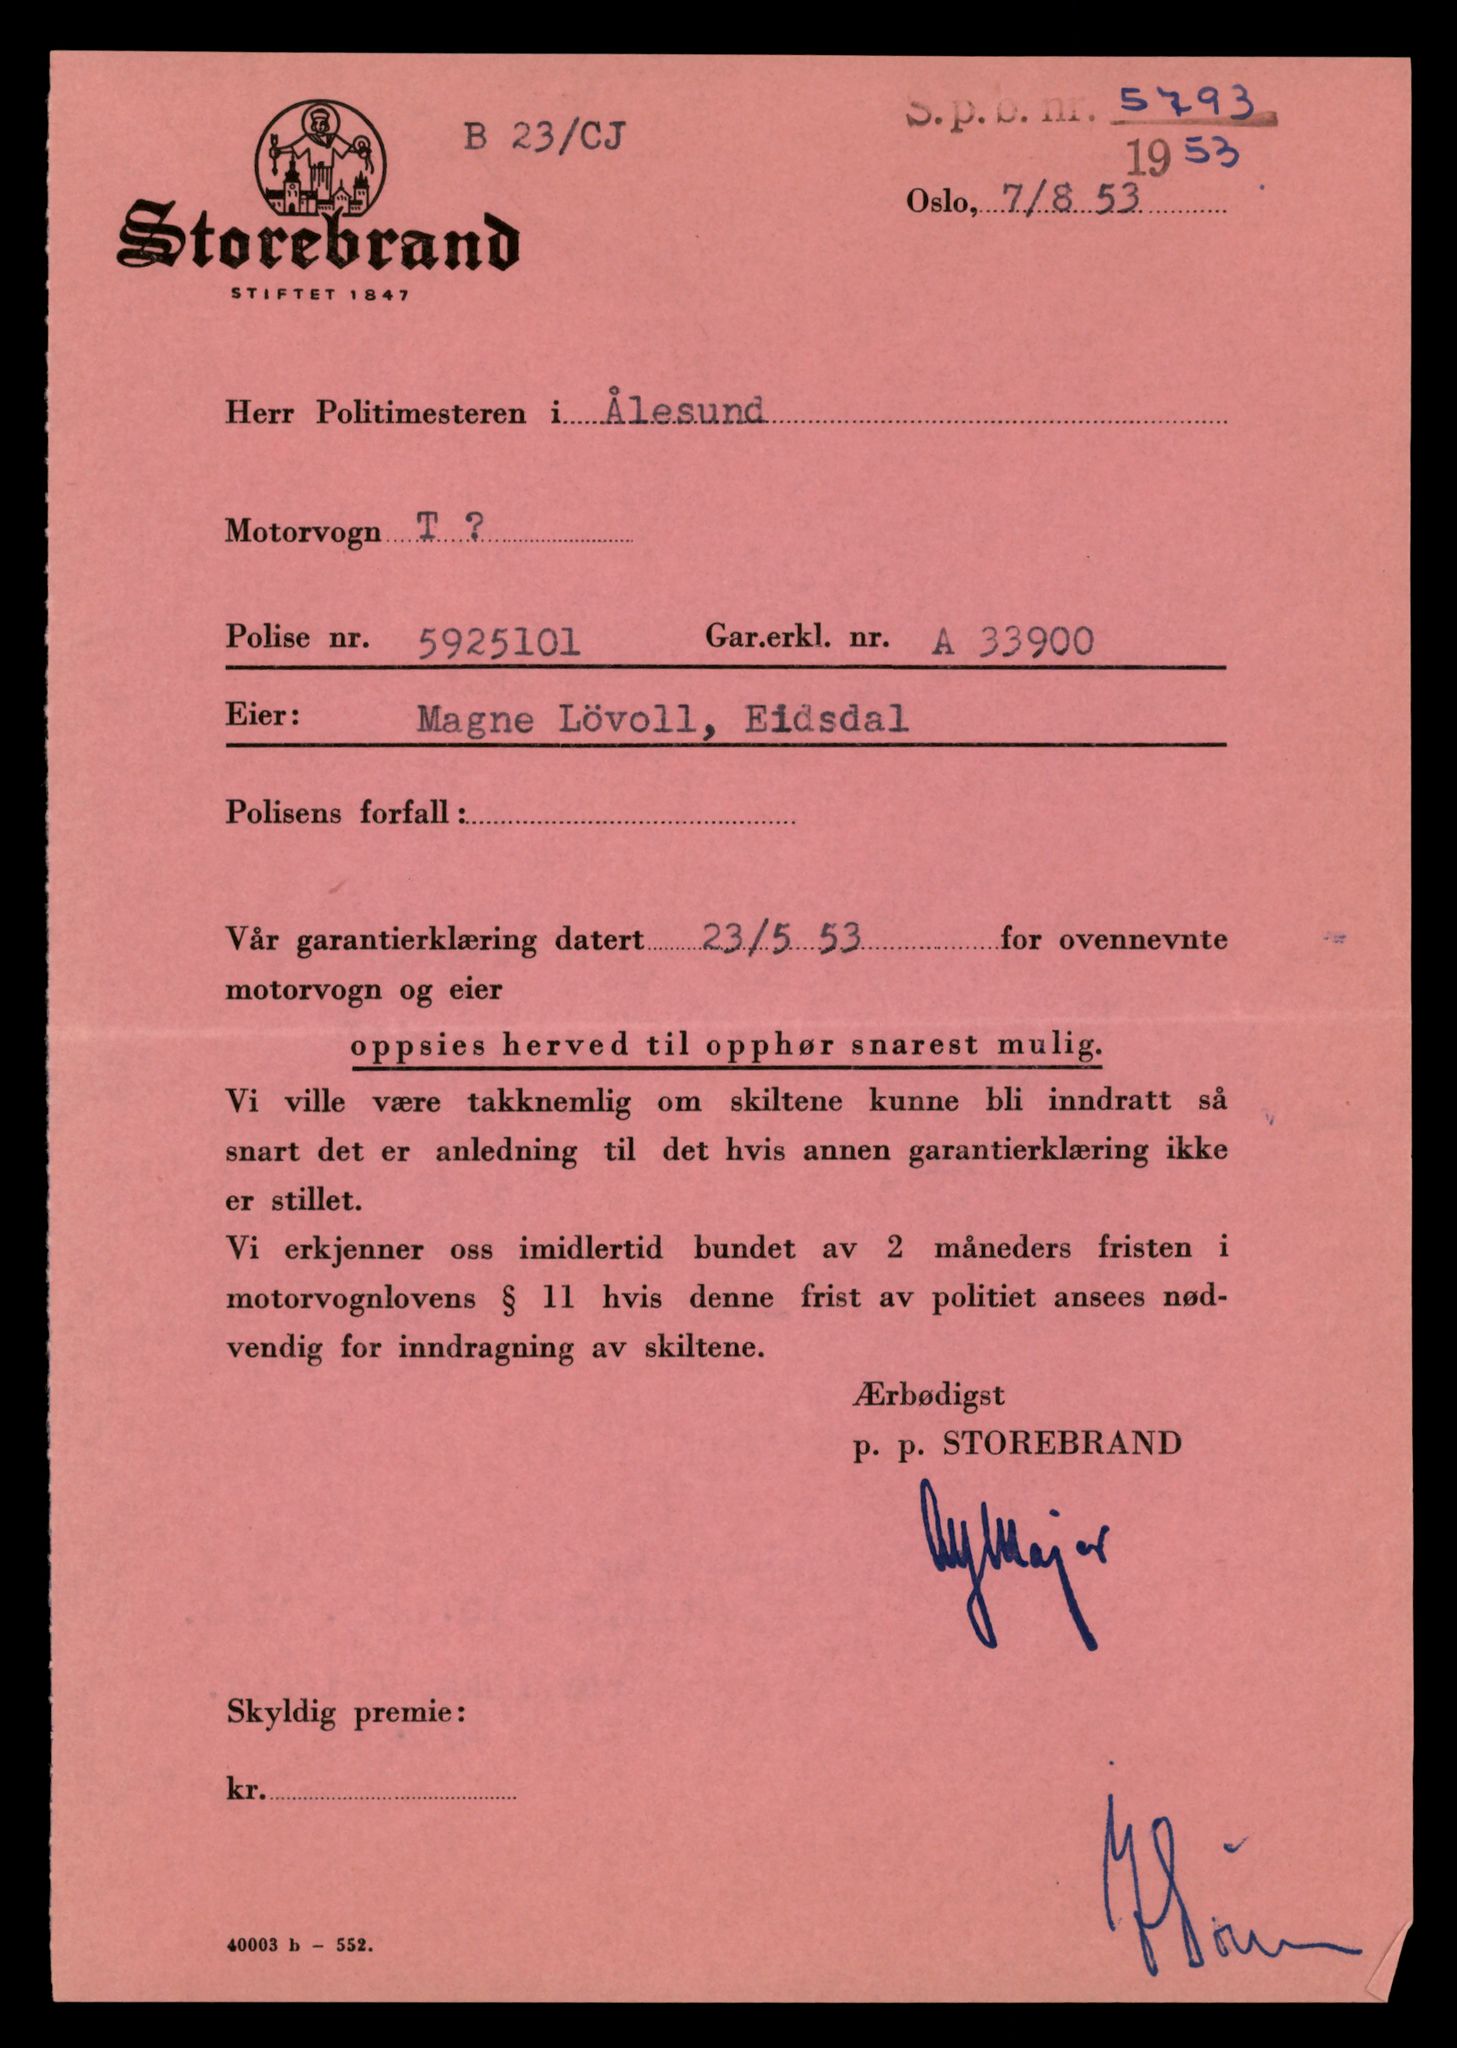 B 23/CJ
S.p.b. nr. 5793
1953
Storebrand
STIFTET 1847
Oslo, 7/8 53
Herr Politimesteren i Ålesund
Motorvogn T ?
Polise nr. 5925101 Gar.erkl. nr. A 33900
Eier: Magne Lövoll, Eidsdal
Polisens forfall:
Vår garantierklæring datert 23/5 53 for ovennevnte
motorvogn og eier
oppsies herved til opphør snarest mulig.
Vi ville være takknemlig om skiltene kunne bli inndratt så
snart det er anledning til det hvis annen garantierklæring ikke
er stillet.
Vi erkjenner oss imidlertid bundet av 2 måneders fristen i
motorvognlovens § 11 hvis denne frist av politiet ansees nød-
vendig for inndragning av skiltene.
Ærbødigst
p. p. STOREBRAND
Skyldig premie:
kr.
40003 b – 552.